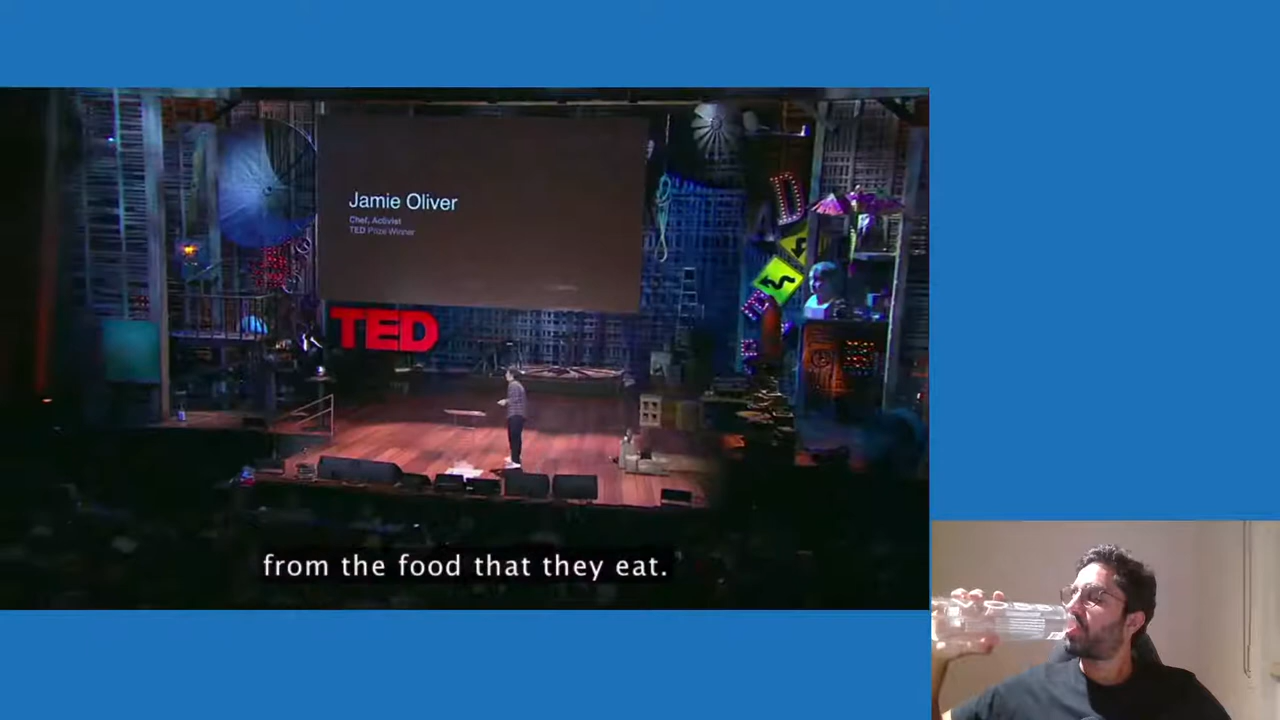 Jamie Oliver
Chef, Activist
TED Prize Winner
D
TED
from the food that they eat.